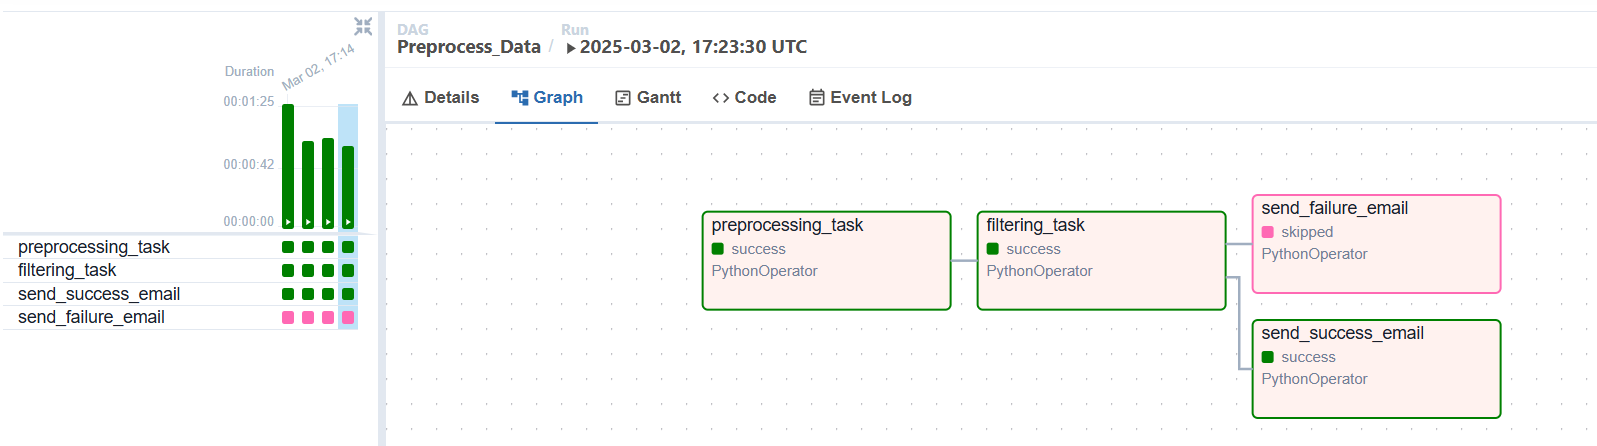 DAG
Preprocess_Data
/
Run
2025-03-02, 17:23:30 UTC
Details
Graph
Gantt
Code
Event Log
Mar 02, 17:14
Duration
00:01:25
00:00:42
00:00:00
preprocessing_task
filtering_task
send_success_email
send_failure_email
preprocessing_task
success
PythonOperator
filtering_task
success
PythonOperator
send_failure_email
skipped
PythonOperator
send_success_email
success
PythonOperator